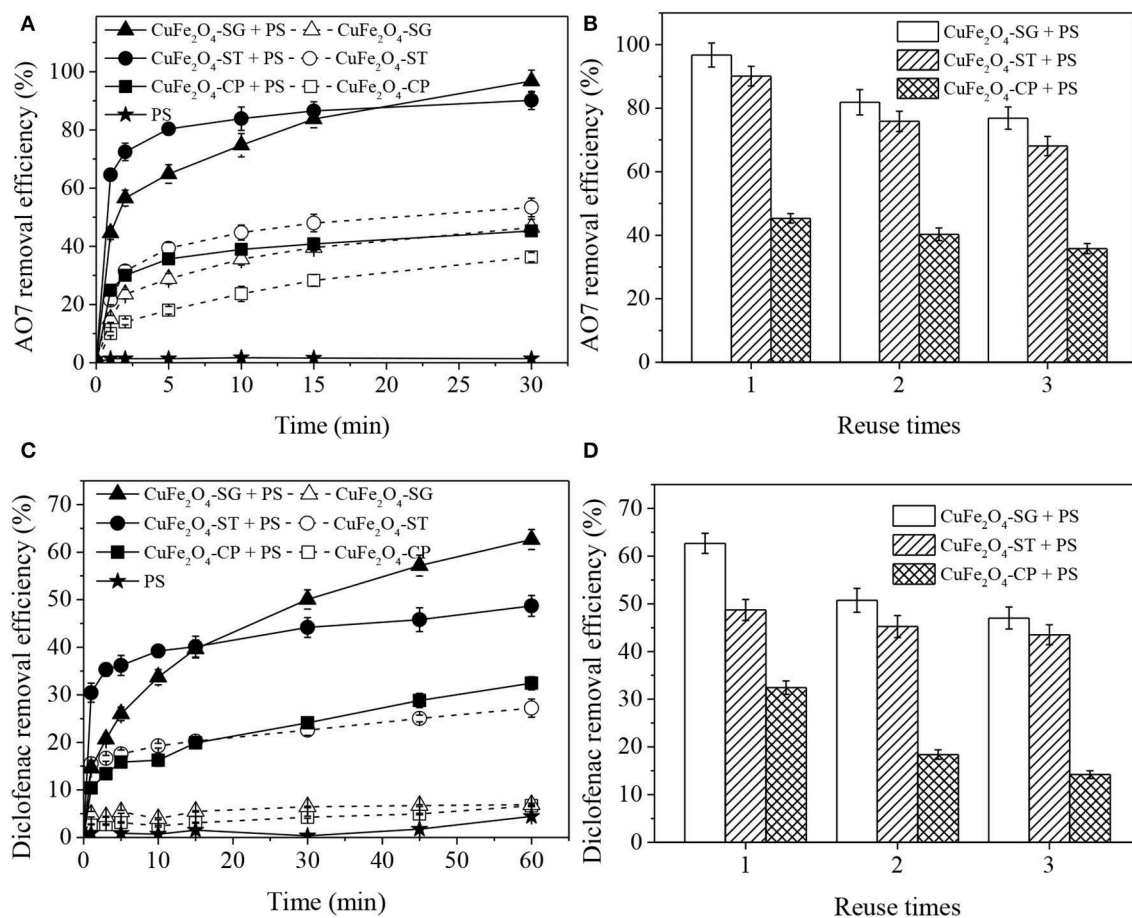 A
CuFe2O4-SG + PS CuFe2O4-SG
CuFe2O4-ST + PS CuFe2O4-ST
CuFe2O4-CP + PS CuFe2O4-CP
PS
AO7 removal efficiency (%)
0 20 40 60 80 100
0 5 10 15 20 25 30
Time (min)
B
CuFe2O4-SG + PS
CuFe2O4-ST + PS
CuFe2O4-CP + PS
AO7 removal efficiency (%)
0 20 40 60 80 100
1 2 3
Reuse times
C
CuFe2O4-SG + PS CuFe2O4-SG
CuFe2O4-ST + PS CuFe2O4-ST
CuFe2O4-CP + PS CuFe2O4-CP
PS
Diclofenac removal efficiency (%)
0 10 20 30 40 50 60 70
0 10 20 30 40 50 60
Time (min)
D
CuFe2O4-SG + PS
CuFe2O4-ST + PS
CuFe2O4-CP + PS
Diclofenac removal efficiency (%)
0 10 20 30 40 50 60 70
1 2 3
Reuse times